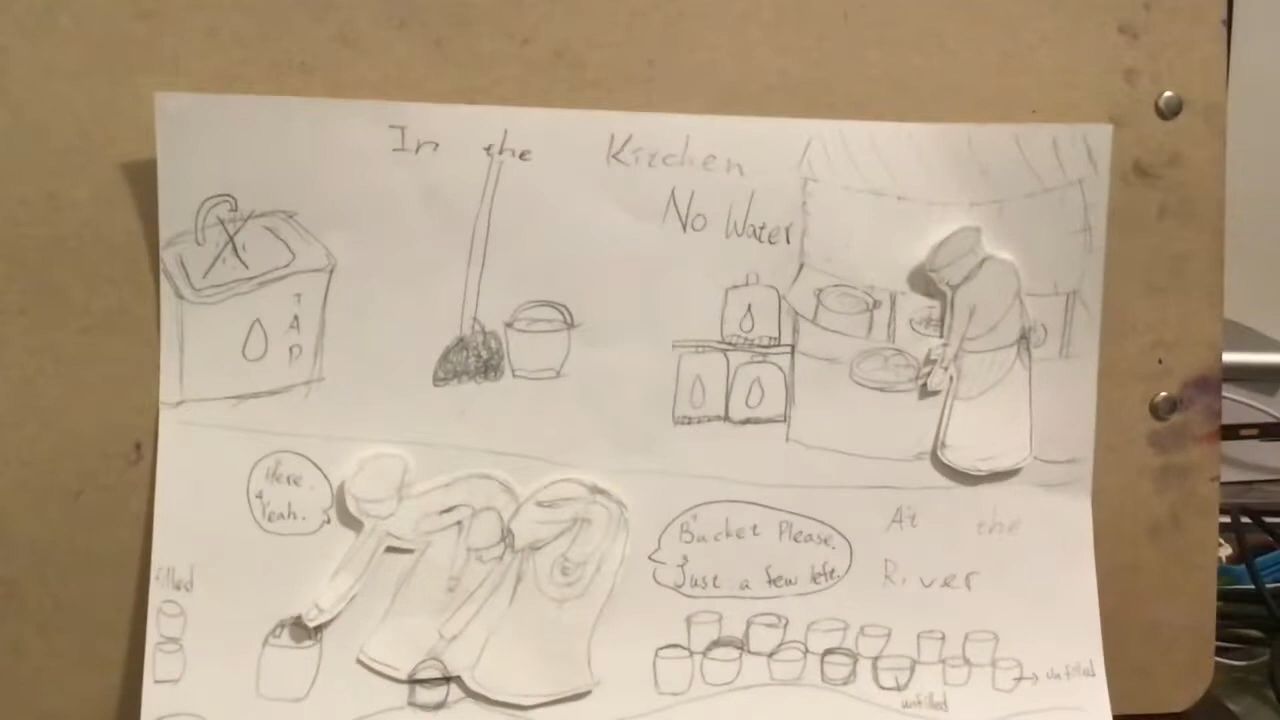 In the Kitchen
No Water
TAP
Here.
Yeah.
Bucket Please.
Just a few left.
At the
River
filled
unfilled
unfilled